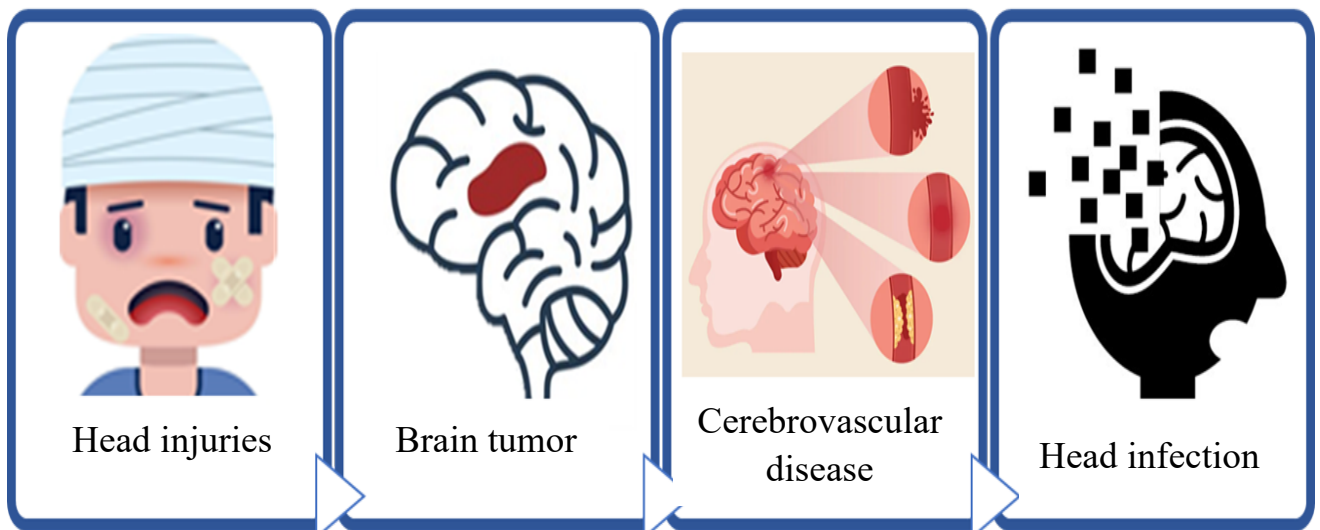 Head injuries
Brain tumor
Cerebrovascular
disease
Head infection